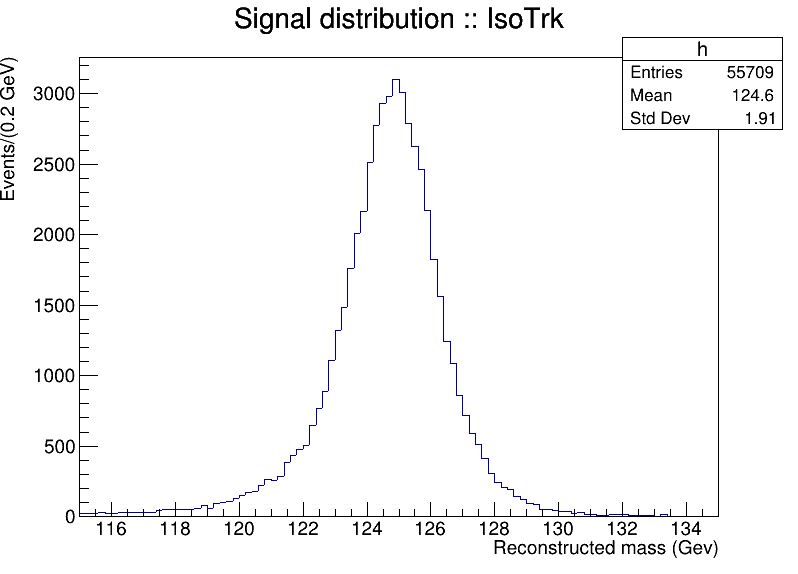 Signal distribution :: IsoTrk
h
Entries 55709
Mean 124.6
Std Dev 1.91
Events/(0.2 GeV)
3000
2500
2000
1500
1000
500
0
116 118 120 122 124 126 128 130 132 134
Reconstructed mass (Gev)